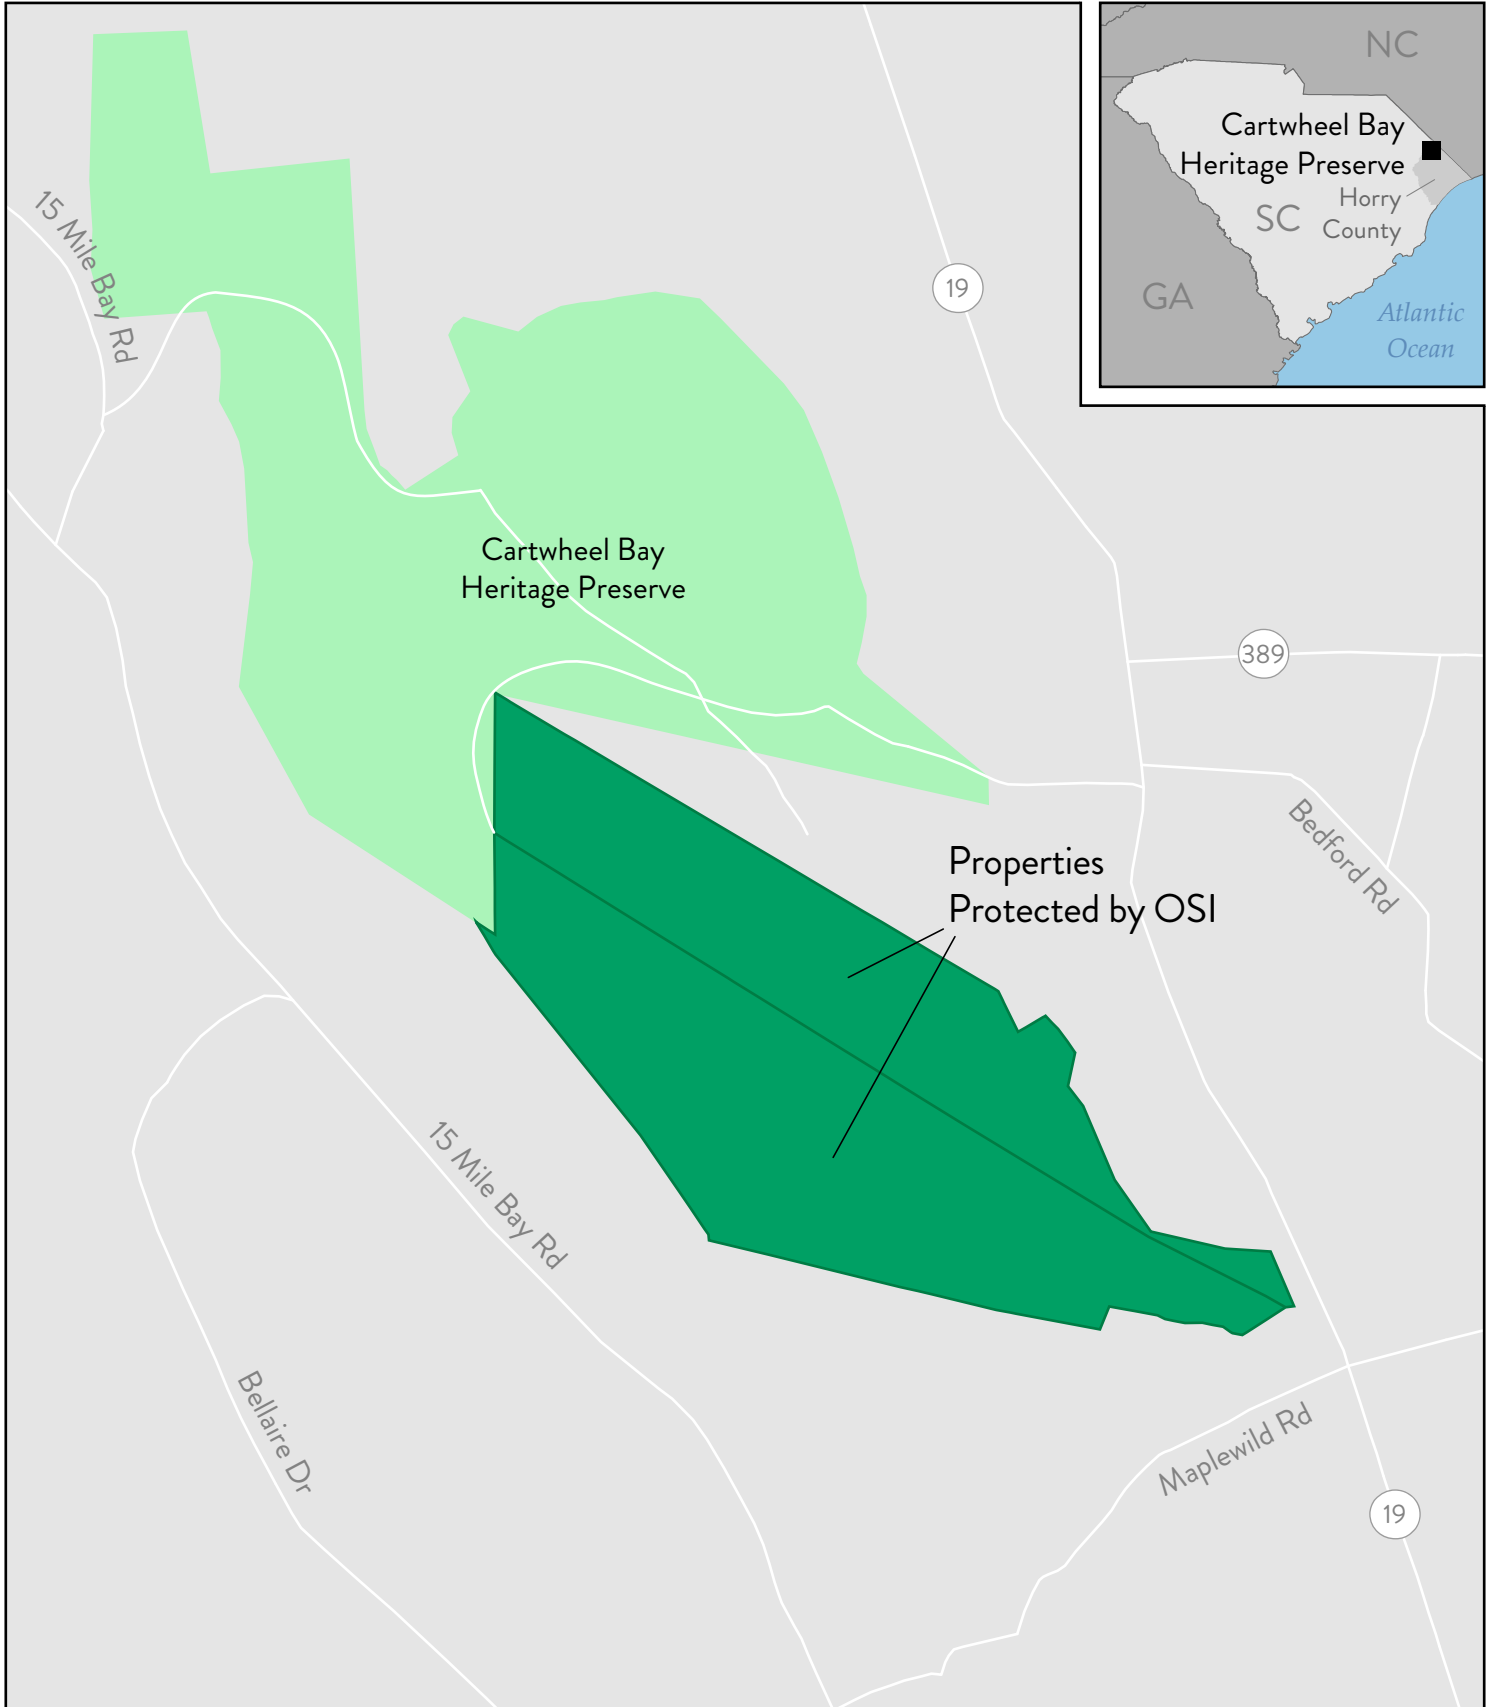 NC
Cartwheel Bay
Heritage Preserve
Horry
County
SC
GA
Atlantic
Ocean
15 Mile Bay Rd
19
Cartwheel Bay
Heritage Preserve
389
Bedford Rd
Properties
Protected by OSI
15 Mile Bay Rd
Bellaire Dr
Maplewild Rd
19